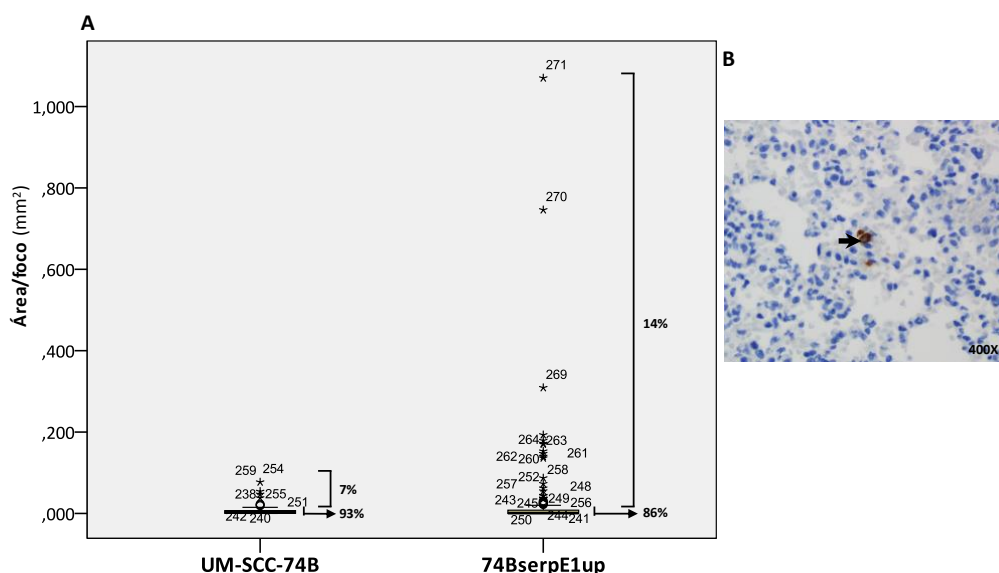 A
B
Área/foco (mm²)
1,000
,800
,600
,400
,200
,000
271
270
269
264 263
262 260 261
252 258
257 248
243 245 249 256
250 244 241
14%
86%
259 254
238 255 251
242 240
7%
93%
UM-SCC-74B
74BserpE1up
400X